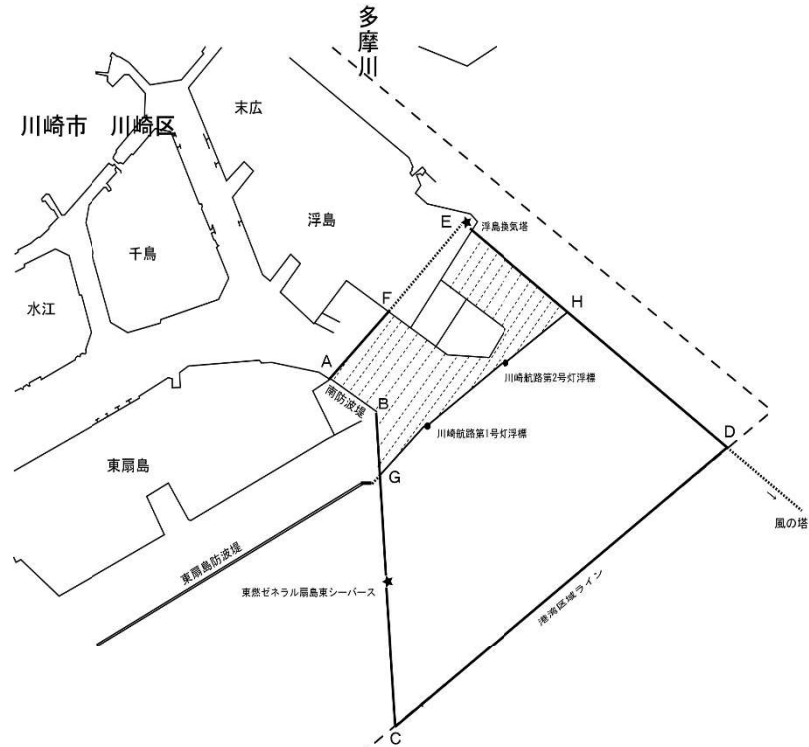 多摩川
末広
川崎市 川崎区
浮島
E
浮島換気塔
千鳥
水江
F
H
A
南防波堤
B
川崎航路第2号灯浮標
川崎航路第1号灯浮標
D
東扇島
G
→
風の塔
東扇島防波堤
東燃ゼネラル扇島東シーバース
港湾区域ライン
C